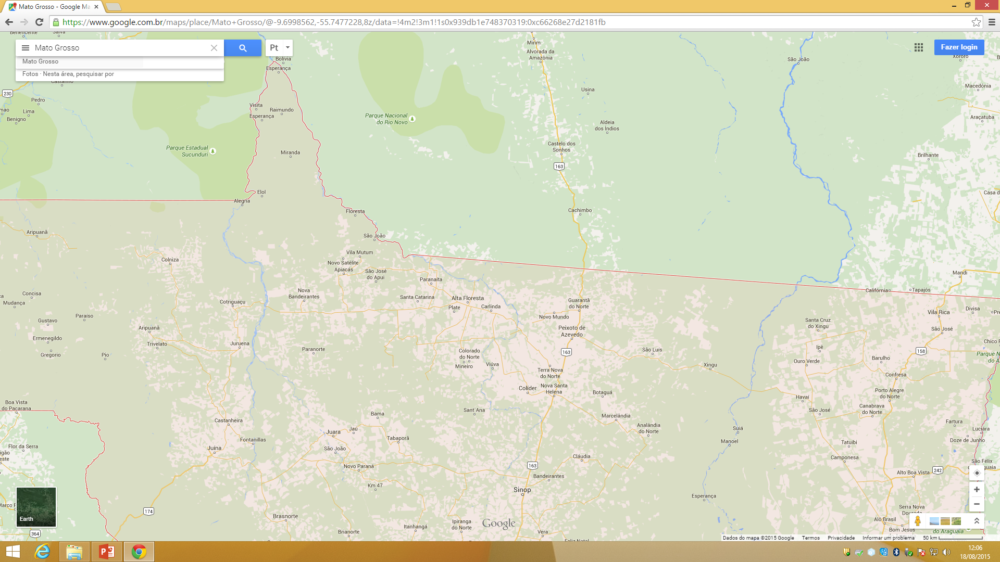 Mato Grosso - Google Ma
https://www.google.com.br/maps/place/Mato+Grosso/@-9.6998562,-55.7477228,8z/data=!4m2!3m1!1s0x939db1e748370319:0xc66268e27d2181fb
Mato Grosso
Pt
Fazer login
Mato Grosso
Fotos · Nesta área, pesquisar por
Beneficente
Mirim
Alvorada da
Amazônia
São João
Bolívia
Esperança
Xororó
Castanho
230
Pedro
Lima
Benigno
Visita
Esperança
Raimundo
Usina
Macedônia
Parque Nacional
do Rio Novo
Aldeia
dos Índios
Araçatuba
Parque Estadual
Sucunduri
Miranda
Castelo dos
Sonhos
Brilhante
163
Elol
Alegria
Casa d
Floresta
Cachimbo
Aripuanã
São João
Colniza
Vila Mutum
Novo Satélite
Apiacás
São José
do Apui
Paranaíta
Mandi
Califórnia
Tapajós
Concisa
Mudança
Nova
Bandeirantes
Santa Catarina
Alta Floresta
Plate
Carlinda
Cotriguaçu
Guarantã
do Norte
Novo Mundo
Peixoto de
Azevedo
Vila Rica
Divisa
Santa Cruz
do Xingu
São José
Gustavo
Paraíso
Aripuanã
Ermenegildo
Trivelato
Juruena
Gregorio
Pio
Paranorte
Colorado
do Norte
Mineiro
Viúva
163
São Luís
Xingu
Ipê
Ouro Verde
Barulho
158
Chico
Parque N
do A
Terra Nova
do Norte
Confresa
Colíder
Nova Santa
Helena
Botaguá
Havaí
Porto Alegre
do Norte
Canabrava
do Norte
Boa Vista
do Pacarana
Sant'Ana
São José
Castanheira
Bama
Marcelândia
Fartura
Juara
Jaú
Tabaporã
Analândia
do Norte
Suiá
Luciára
Fontanillas
Manoel
Doze de Junho
Flor da Serra
Juína
São João
Tatuibi
Camponesa
Cláudia
Novo Paraná
163
Bandeirantes
São Félix
Alto Boa Vista
242
Km 47
Sinop
Esperança
Serra Nova
Dourada
174
Earth
364
Brasnorte
Itanhangá
Ipiranga
do Norte
Google
Alô Brasil
Bom Jesus
do Araguaia
Brianorte
Vera
Feliz Natal
Dados do mapa ©2015 Google
Termos
Privacidade
Informar um problema
50 km
12:06
18/08/2015